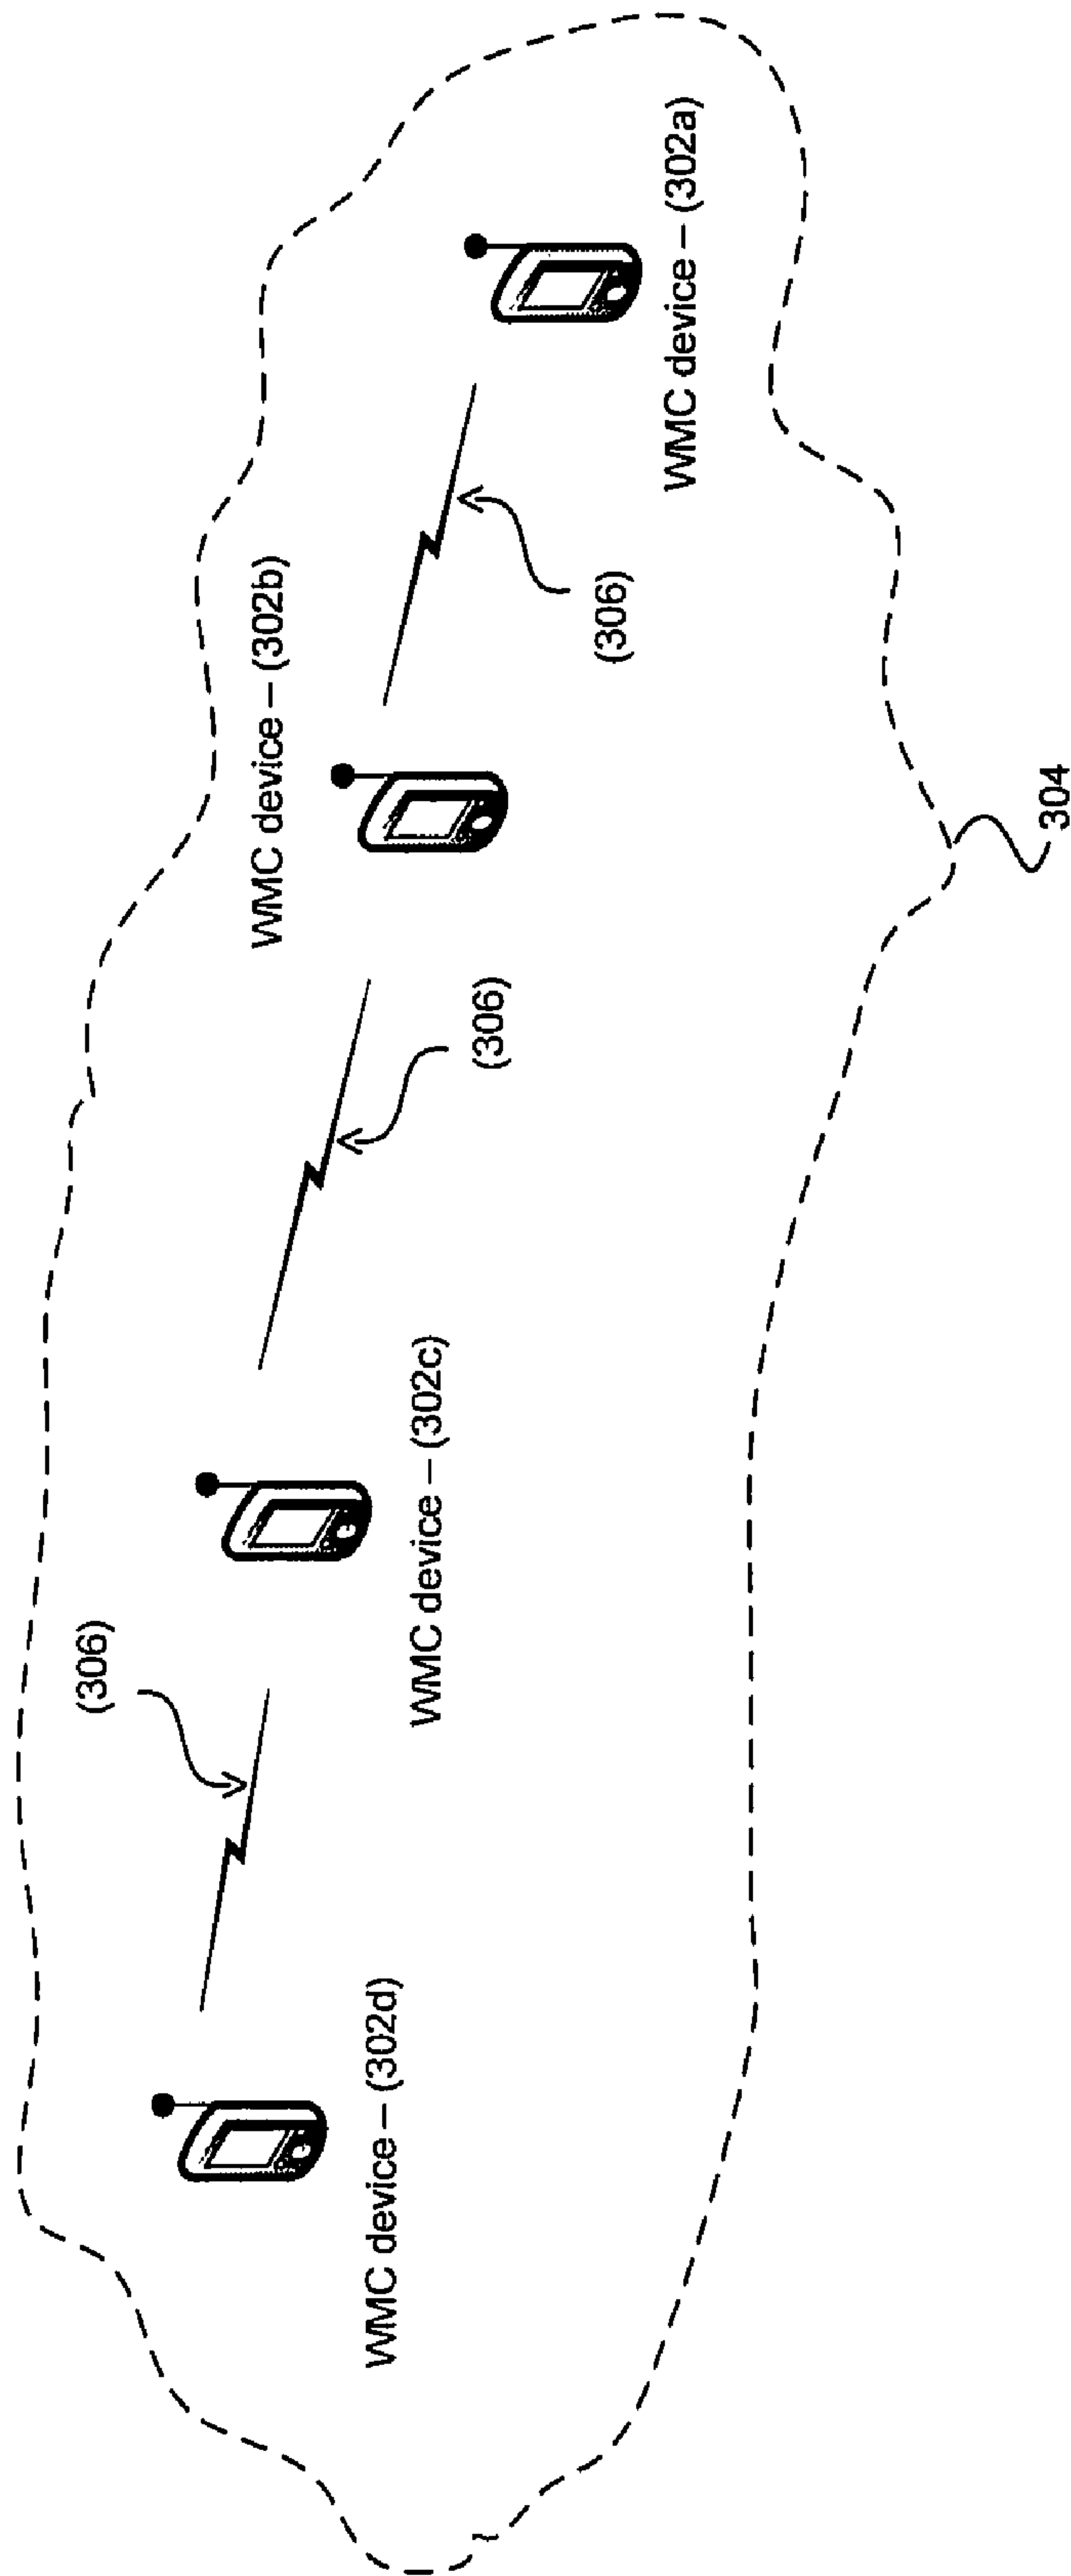 WMC device – (302d)
(306)
WMC device – (302c)
(306)
WMC device – (302b)
(306)
WMC device – (302a)
304